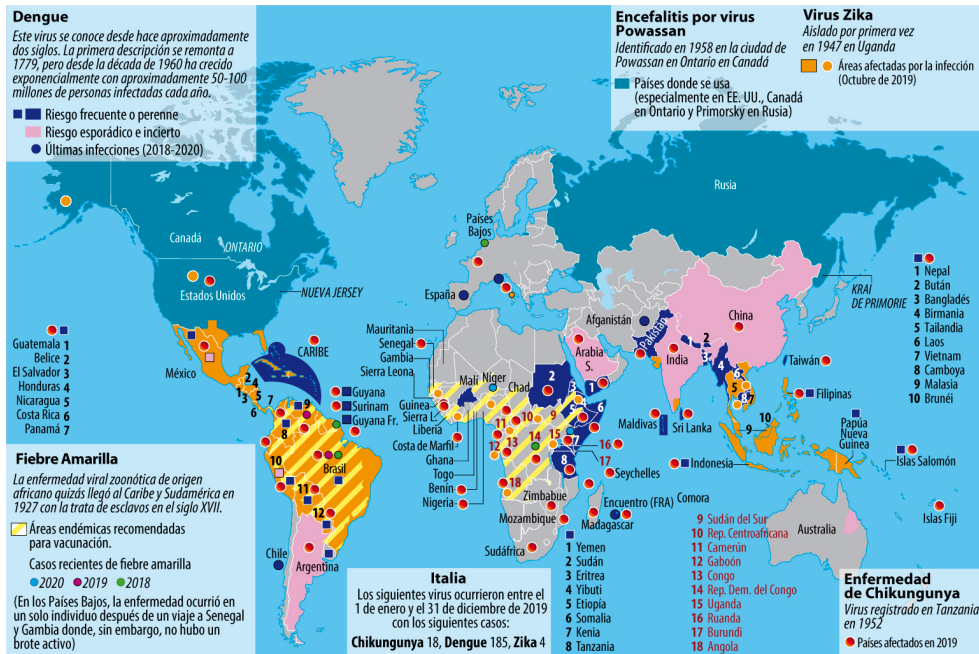 Dengue
Este virus se conoce desde hace aproximadamente
dos siglos. La primera descripción se remonta a
1779, pero desde la década de 1960 ha crecido
exponencialmente con aproximadamente 50-100
millones de personas infectadas cada año.
Riesgo frecuente o perenne
Riesgo esporádico e incierto
Últimas infecciones (2018-2020)
Encefalitis por virus
Powassan
Identificado en 1958 en la ciudad de
Powassan en Ontario en Canadá
Países donde se usa
(especialmente en EE. UU., Canadá
en Ontario y Primorsky en Rusia)
Virus Zika
Aislado por primera vez
en 1947 en Uganda
Áreas afectadas por la infección
(Octubre de 2019)
Canadá
ONTARIO
Estados Unidos
NUEVA JERSEY
Países
Bajos
España
Rusia
KRAI
DE PRIMORIE
China
Afganistán
Pakistán
India
Arabia
S.
Taiwán
Filipinas
Papúa
Nueva
Guinea
Islas Salomón
Islas Fiji
Australia
Indonesia
Maldivas
Sri Lanka
1 Nepal
2 Bután
3 Bangladés
4 Birmania
5 Tailandia
6 Laos
7 Vietnam
8 Camboya
9 Malasia
10 Brunéi
Guatemala 1
Belice 2
El Salvador 3
Honduras 4
Nicaragua 5
Costa Rica 6
Panamá 7
México
CARIBE
Guyana
Surinam
Guyana Fr.
Brasil
Chile
Argentina
Mauritania
Senegal
Gambia
Sierra Leona
Guinea
Sierra L.
Liberia
Costa de Marfil
Ghana
Togo
Benín
Nigeria
Malí
Níger
Chad
Seychelles
Comora
Encuentro (FRA)
Madagascar
Zimbabue
Mozambique
Sudáfrica
1 Yemen
2 Sudán
3 Eritrea
4 Yibuti
5 Etiopía
6 Somalia
7 Kenia
8 Tanzania
9 Sudán del Sur
10 Rep. Centroafricana
11 Camerún
12 Gaboón
13 Congo
14 Rep. Dem. del Congo
15 Uganda
16 Ruanda
17 Burundi
18 Angola
Fiebre Amarilla
La enfermedad viral zoonótica de origen
africano quizás llegó al Caribe y Sudámérica en
1927 con la trata de esclavos en el siglo XVII.
Áreas endémicas recomendadas
para vacunación.
Casos recientes de fiebre amarilla
2020 2019 2018
(En los Países Bajos, la enfermedad ocurrió en
un solo individuo después de un viaje a Senegal
y Gambia donde, sin embargo, no hubo un
brote activo)
Italia
Los siguientes virus ocurrieron entre el
1 de enero y el 31 de diciembre de 2019
con los siguientes casos:
Chikungunya 18, Dengue 185, Zika 4
Enfermedad
de Chikungunya
Virus registrado en Tanzania
en 1952
Países afectados en 2019